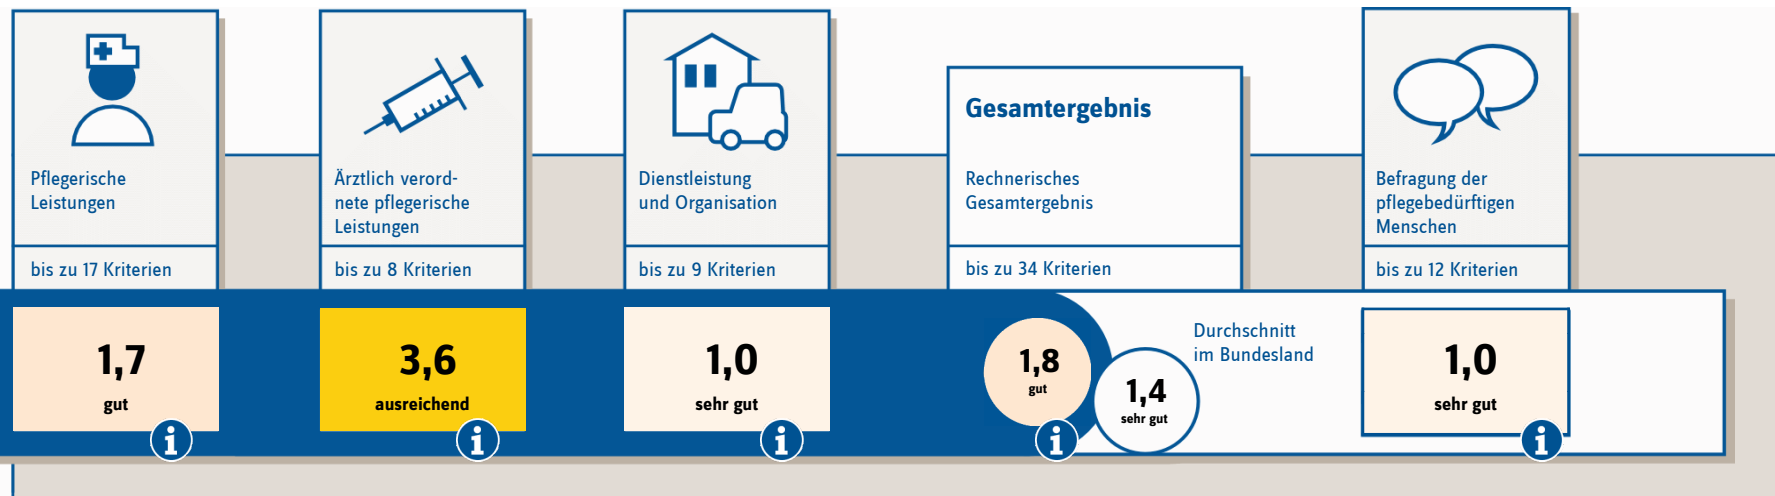 Pflegerische
Leistungen
bis zu 17 Kriterien
1,7
gut
i
Ärztlich verord-
nete pflegerische
Leistungen
bis zu 8 Kriterien
3,6
ausreichend
i
Dienstleistung
und Organisation
bis zu 9 Kriterien
1,0
sehr gut
i
Gesamtergebnis
Rechnerisches
Gesamtergebnis
bis zu 34 Kriterien
1,8
gut
i
Durchschnitt
im Bundesland
1,4
sehr gut
Befragung der
pflegebedürftigen
Menschen
bis zu 12 Kriterien
1,0
sehr gut
i